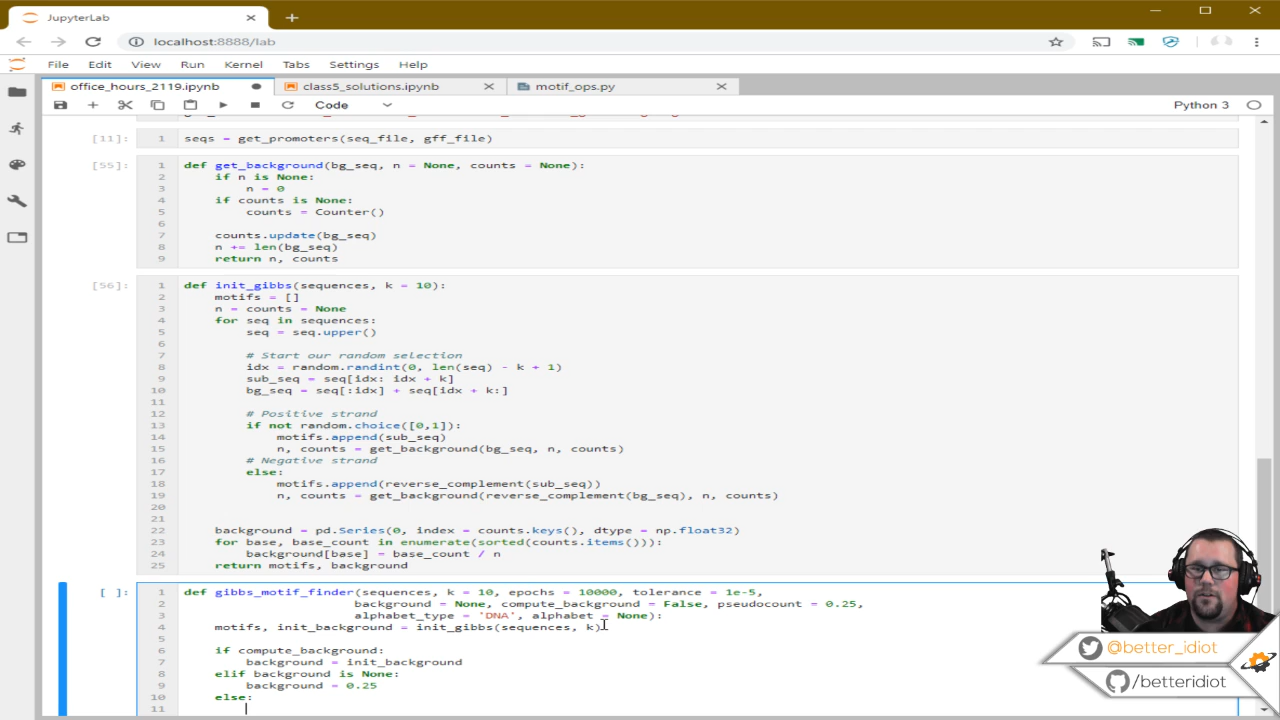 JupyterLab
localhost:8888/lab
File Edit View Run Kernel Tabs Settings Help
office_hours_2119.ipynb class5_solutions.ipynb motif_ops.py
Code Python 3
[11]: 1 seqs = get_promoters(seq_file, gff_file)
[55]: 1 def get_background(bg_seq, n = None, counts = None):
2 if n is None:
3 n = 0
4 if counts is None:
5 counts = Counter()
6
7 counts.update(bg_seq)
8 n += len(bg_seq)
9 return n, counts
[56]: 1 def init_gibbs(sequences, k = 10):
2 motifs = []
3 n = counts = None
4 for seq in sequences:
5 seq = seq.upper()
6
7 # Start our random selection
8 idx = random.randint(0, len(seq) - k + 1)
9 sub_seq = seq[idx: idx + k]
10 bg_seq = seq[:idx] + seq[idx + k:]
11
12 # Positive strand
13 if not random.choice([0,1]):
14 motifs.append(sub_seq)
15 n, counts = get_background(bg_seq, n, counts)
16 # Negative strand
17 else:
18 motifs.append(reverse_complement(sub_seq))
19 n, counts = get_background(reverse_complement(bg_seq), n, counts)
20
21
22 background = pd.Series(0, index = counts.keys(), dtype = np.float32)
23 for base, base_count in enumerate(sorted(counts.items())):
24 background[base] = base_count / n
25 return motifs, background
[ ]: 1 def gibbs_motif_finder(sequences, k = 10, epochs = 10000, tolerance = 1e-5,
2 background = None, compute_background = False, pseudocount = 0.25,
3 alphabet_type = 'DNA', alphabet = None):
4 motifs, init_background = init_gibbs(sequences, k)
5
6 if compute_background:
7 background = init_background
8 elif background is None:
9 background = 0.25
10 else:
11
@better_idiot
/betteridiot